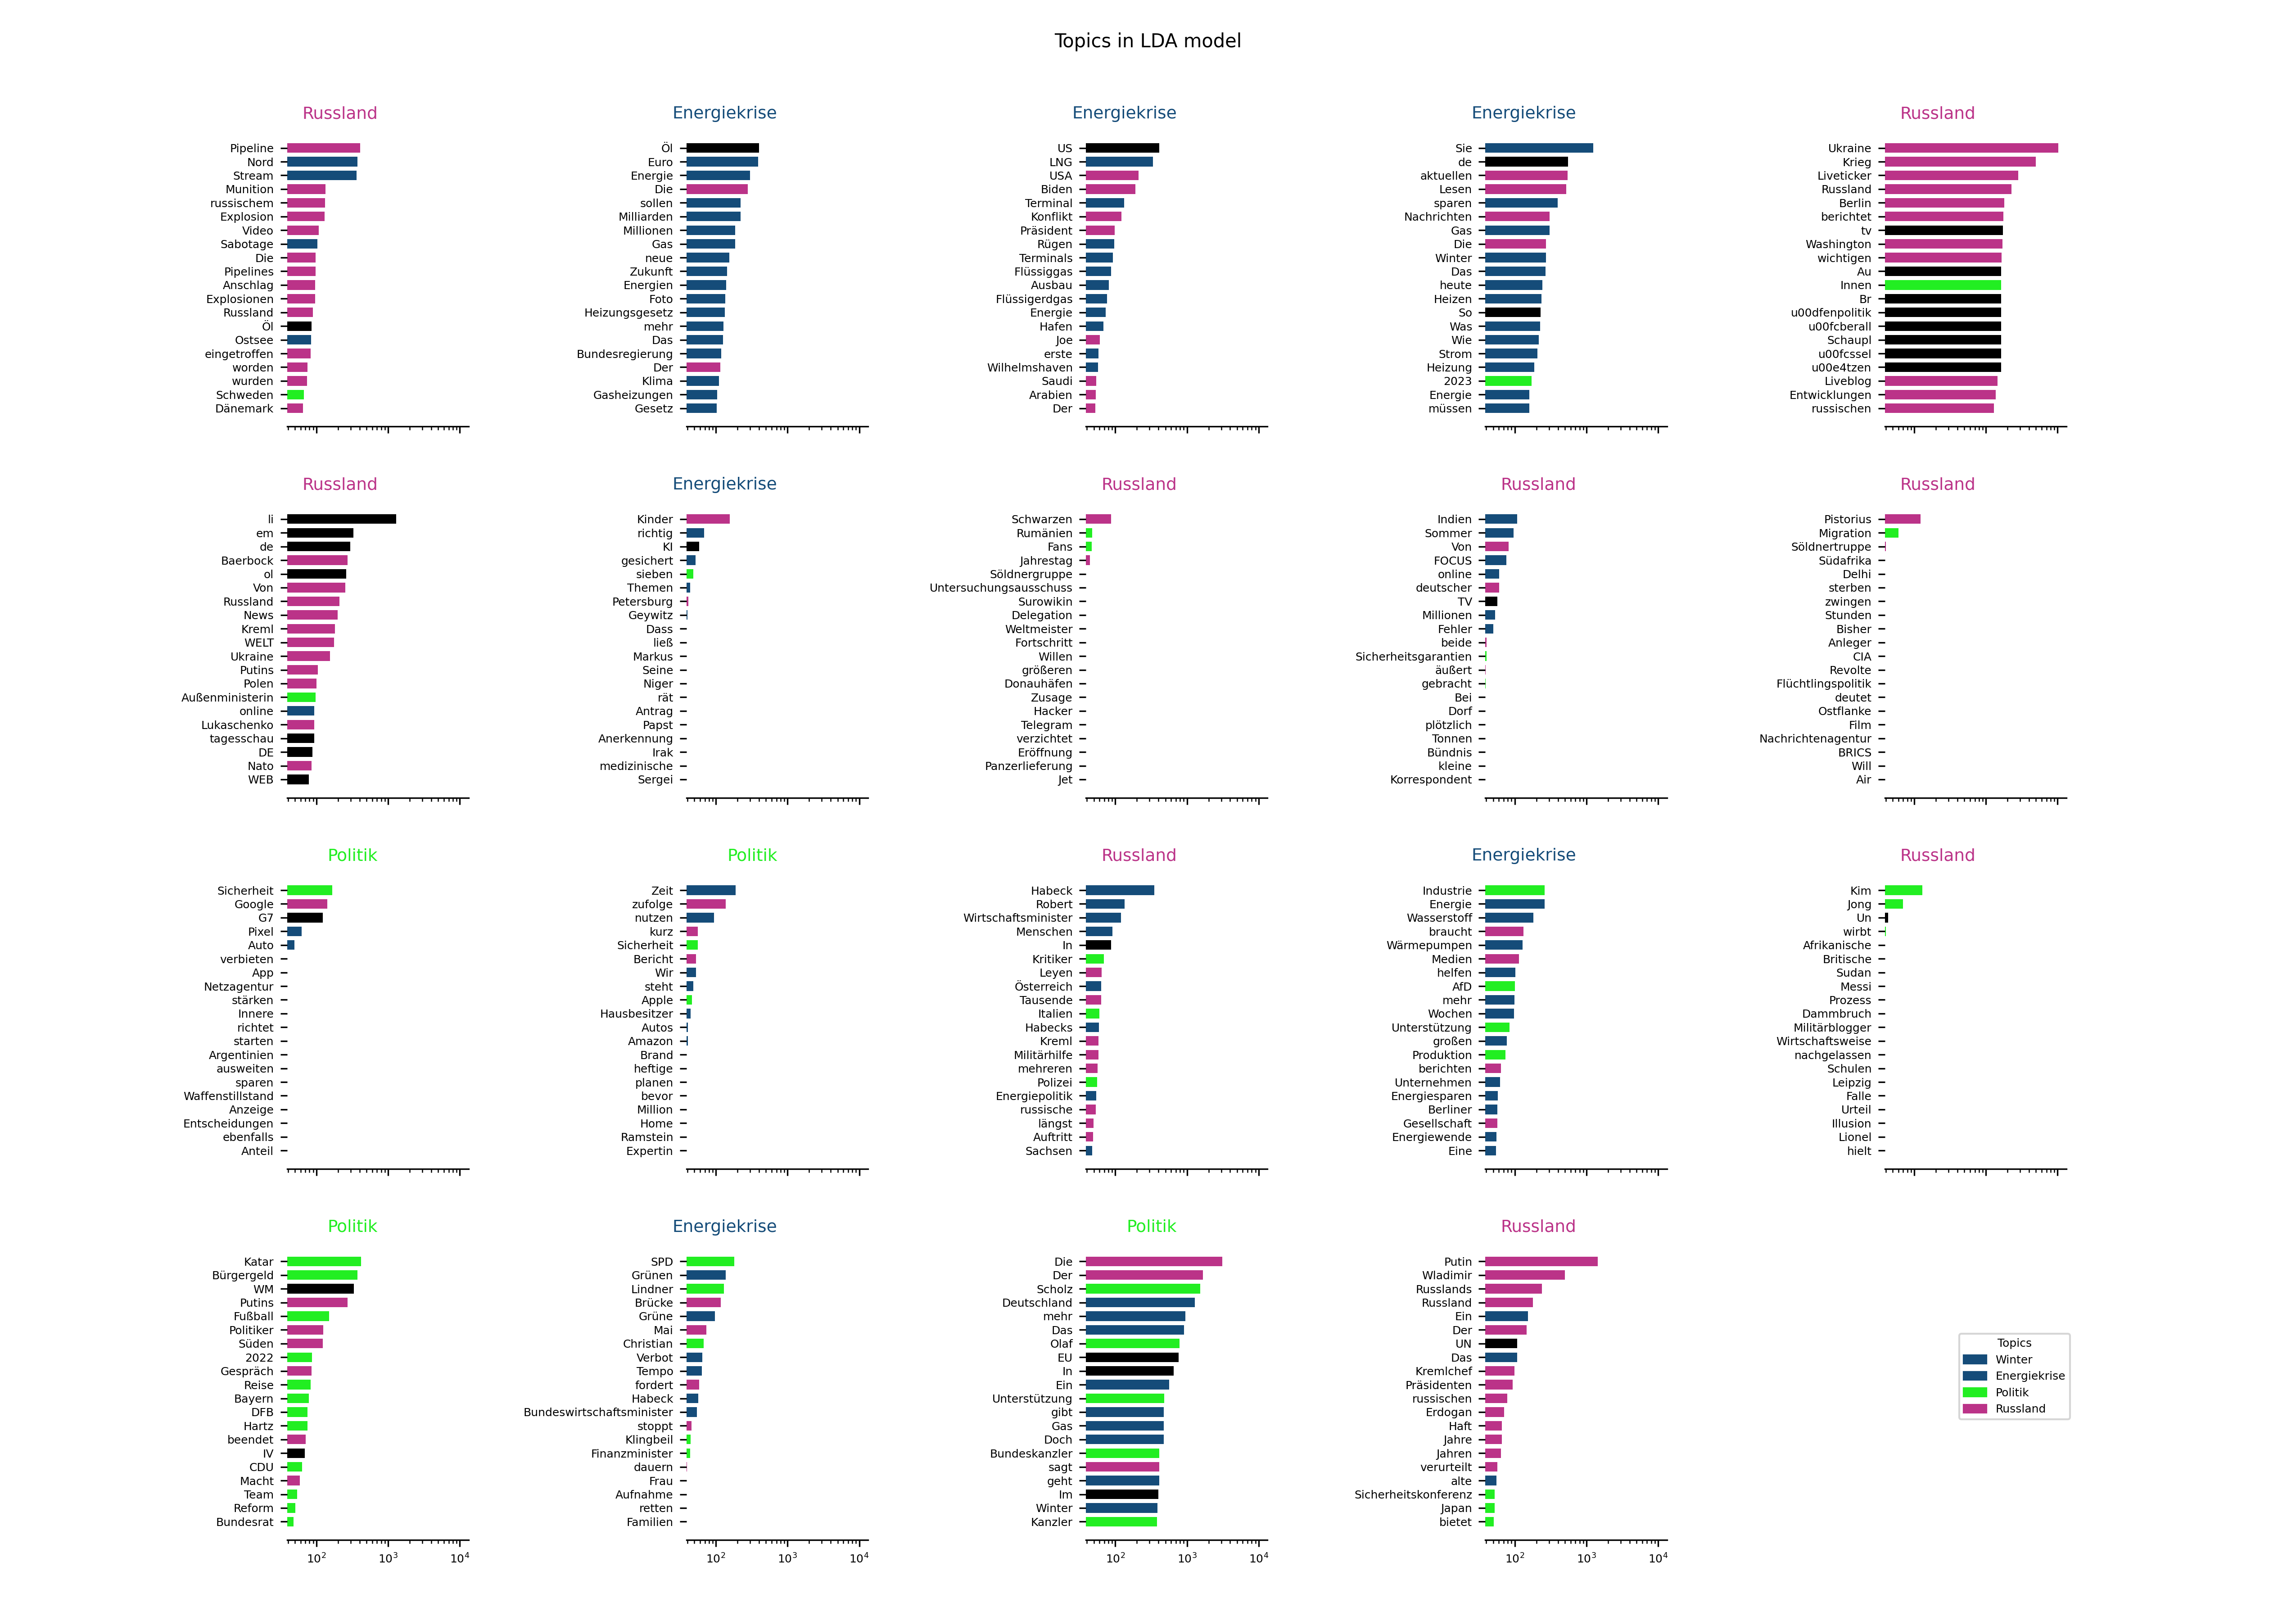 Topics in LDA model
Russland
Pipeline
Nord
Stream
Munition
russischem
Explosion
Video
Sabotage
Die
Pipelines
Anschlag
Explosionen
Russland
Öl
Ostsee
eingetroffen
worden
wurden
Schweden
Dänemark
Energiekrise
Öl
Euro
Energie
Die
sollen
Milliarden
Millionen
Gas
neue
Zukunft
Energien
Foto
Heizungsgesetz
mehr
Das
Bundesregierung
Der
Klima
Gasheizungen
Gesetz
Energiekrise
US
LNG
USA
Biden
Terminal
Konflikt
Präsident
Rügen
Terminals
Flüssiggas
Ausbau
Flüssigerdgas
Energie
Hafen
Joe
erste
Wilhelmshaven
Saudi
Arabien
Der
Energiekrise
Sie
de
aktuellen
Lesen
sparen
Nachrichten
Gas
Die
Winter
Das
heute
Heizen
So
Was
Wie
Strom
Heizung
2023
Energie
müssen
Russland
Ukraine
Krieg
Liveticker
Russland
Berlin
berichtet
tv
Washington
wichtigen
Au
Innen
Br
u00dfenpolitik
u00fcberall
Schaupl
u00fcssel
u00e4tzen
Liveblog
Entwicklungen
russischen
Russland
li
em
de
Baerbock
ol
Von
Russland
News
Kreml
WELT
Ukraine
Putins
Polen
Außenministerin
online
Lukaschenko
tagesschau
DE
Nato
WEB
Energiekrise
Kinder
richtig
KI
gesichert
sieben
Themen
Petersburg
Geywitz
Dass
ließ
Markus
Seine
Niger
rät
Antrag
Papst
Anerkennung
Irak
medizinische
Sergei
Russland
Schwarzen
Rumänien
Fans
Jahrestag
Söldnergruppe
Untersuchungsausschuss
Surowikin
Delegation
Weltmeister
Fortschritt
Willen
größeren
Donauhäfen
Zusage
Hacker
Telegram
verzichtet
Eröffnung
Panzerlieferung
Jet
Russland
Indien
Sommer
Von
FOCUS
online
deutscher
TV
Millionen
Fehler
beide
Sicherheitsgarantien
äußert
gebracht
Bei
Dorf
plötzlich
Tonnen
Bündnis
kleine
Korrespondent
Russland
Pistorius
Migration
Söldnertruppe
Südafrika
Delhi
sterben
zwingen
Stunden
Bisher
Anleger
CIA
Revolte
Flüchtlingspolitik
deutet
Ostflanke
Film
Nachrichtenagentur
BRICS
Will
Air
Politik
Sicherheit
Google
G7
Pixel
Auto
verbieten
App
Netzagentur
stärken
Innere
richtet
starten
Argentinien
ausweiten
sparen
Waffenstillstand
Anzeige
Entscheidungen
ebenfalls
Anteil
Politik
Zeit
zufolge
nutzen
kurz
Sicherheit
Bericht
Wir
steht
Apple
Hausbesitzer
Autos
Amazon
Brand
heftige
planen
bevor
Million
Home
Ramstein
Expertin
Russland
Habeck
Robert
Wirtschaftsminister
Menschen
In
Kritiker
Leyen
Österreich
Tausende
Italien
Habecks
Kreml
Militärhilfe
mehreren
Polizei
Energiepolitik
russische
längst
Auftritt
Sachsen
Energiekrise
Industrie
Energie
Wasserstoff
braucht
Wärmepumpen
Medien
helfen
AfD
mehr
Wochen
Unterstützung
großen
Produktion
berichten
Unternehmen
Energiesparen
Berliner
Gesellschaft
Energiewende
Eine
Russland
Kim
Jong
Un
wirbt
Afrikanische
Britische
Sudan
Messi
Prozess
Dammbruch
Militärblogger
Wirtschaftsweise
nachgelassen
Schulen
Leipzig
Falle
Urteil
Illusion
Lionel
hielt
Politik
Katar
Bürgergeld
WM
Putins
Fußball
Politiker
Süden
2022
Gespräch
Reise
Bayern
DFB
Hartz
beendet
IV
CDU
Macht
Team
Reform
Bundesrat
10² 10³ 10⁴
Energiekrise
SPD
Grünen
Lindner
Brücke
Grüne
Mai
Christian
Verbot
Tempo
fordert
Habeck
Bundeswirtschaftsminister
stoppt
Klingbeil
Finanzminister
dauern
Frau
Aufnahme
retten
Familien
10² 10³ 10⁴
Politik
Die
Der
Scholz
Deutschland
mehr
Das
Olaf
EU
In
Ein
Unterstützung
gibt
Gas
Doch
Bundeskanzler
sagt
geht
Im
Winter
Kanzler
10² 10³ 10⁴
Russland
Putin
Wladimir
Russlands
Russland
Ein
Der
UN
Das
Kremlchef
Präsidenten
russischen
Erdogan
Haft
Jahre
Jahren
verurteilt
alte
Sicherheitskonferenz
Japan
bietet
10² 10³ 10⁴
Topics
Winter
Energiekrise
Politik
Russland